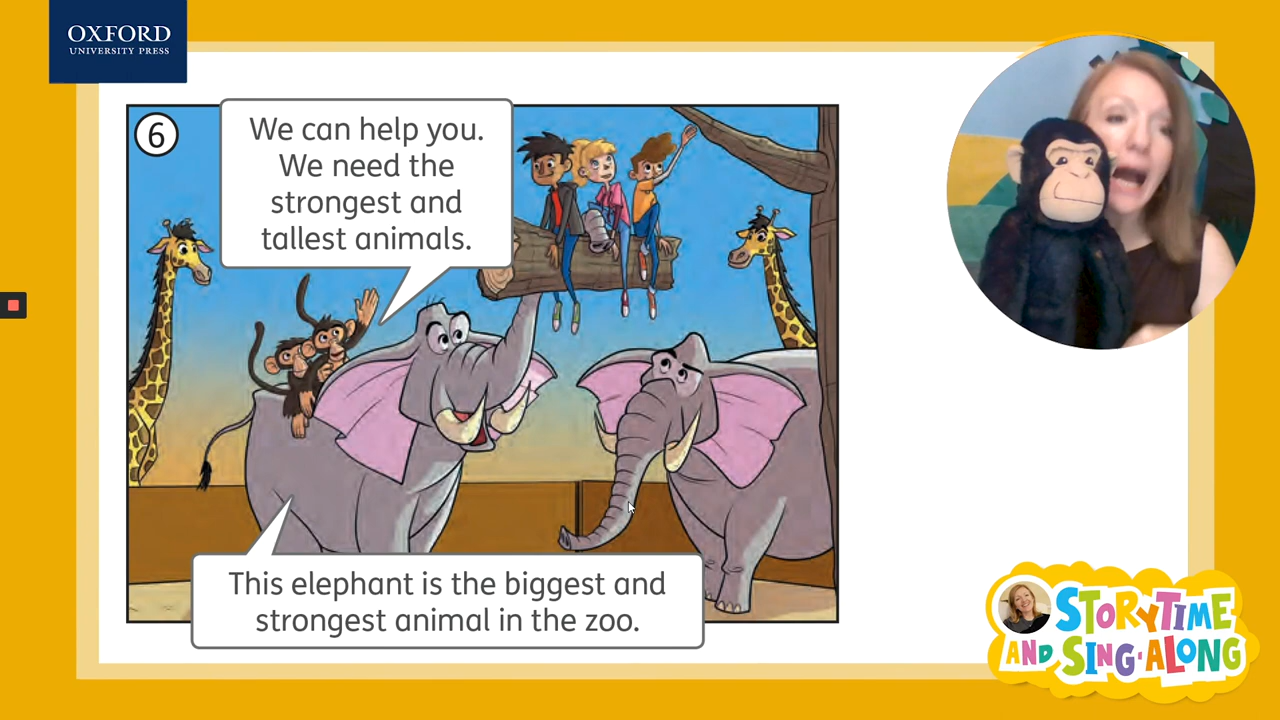 OXFORD
UNIVERSITY PRESS
6
We can help you.
We need the
strongest and
tallest animals.
This elephant is the biggest and
strongest animal in the zoo.
STORYTIME
AND SING-ALONG